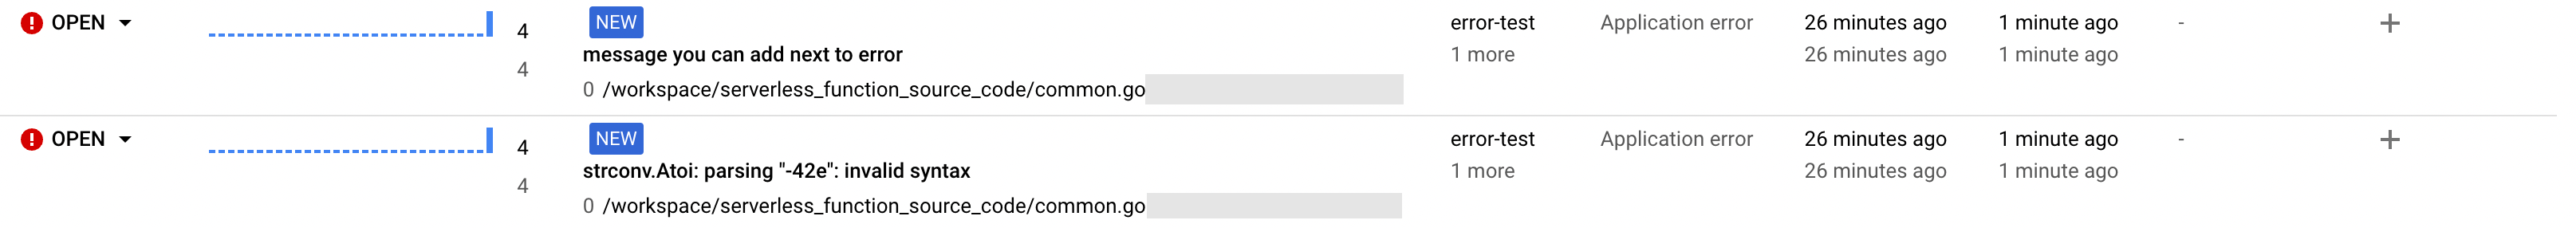 OPEN 4 NEW error-test Application error 26 minutes ago 1 minute ago -
message you can add next to error 1 more 26 minutes ago 1 minute ago
4
0 /workspace/serverless_function_source_code/common.go
OPEN 4 NEW error-test Application error 26 minutes ago 1 minute ago -
strconv.Atoi: parsing "-42e": invalid syntax 1 more 26 minutes ago 1 minute ago
4
0 /workspace/serverless_function_source_code/common.go